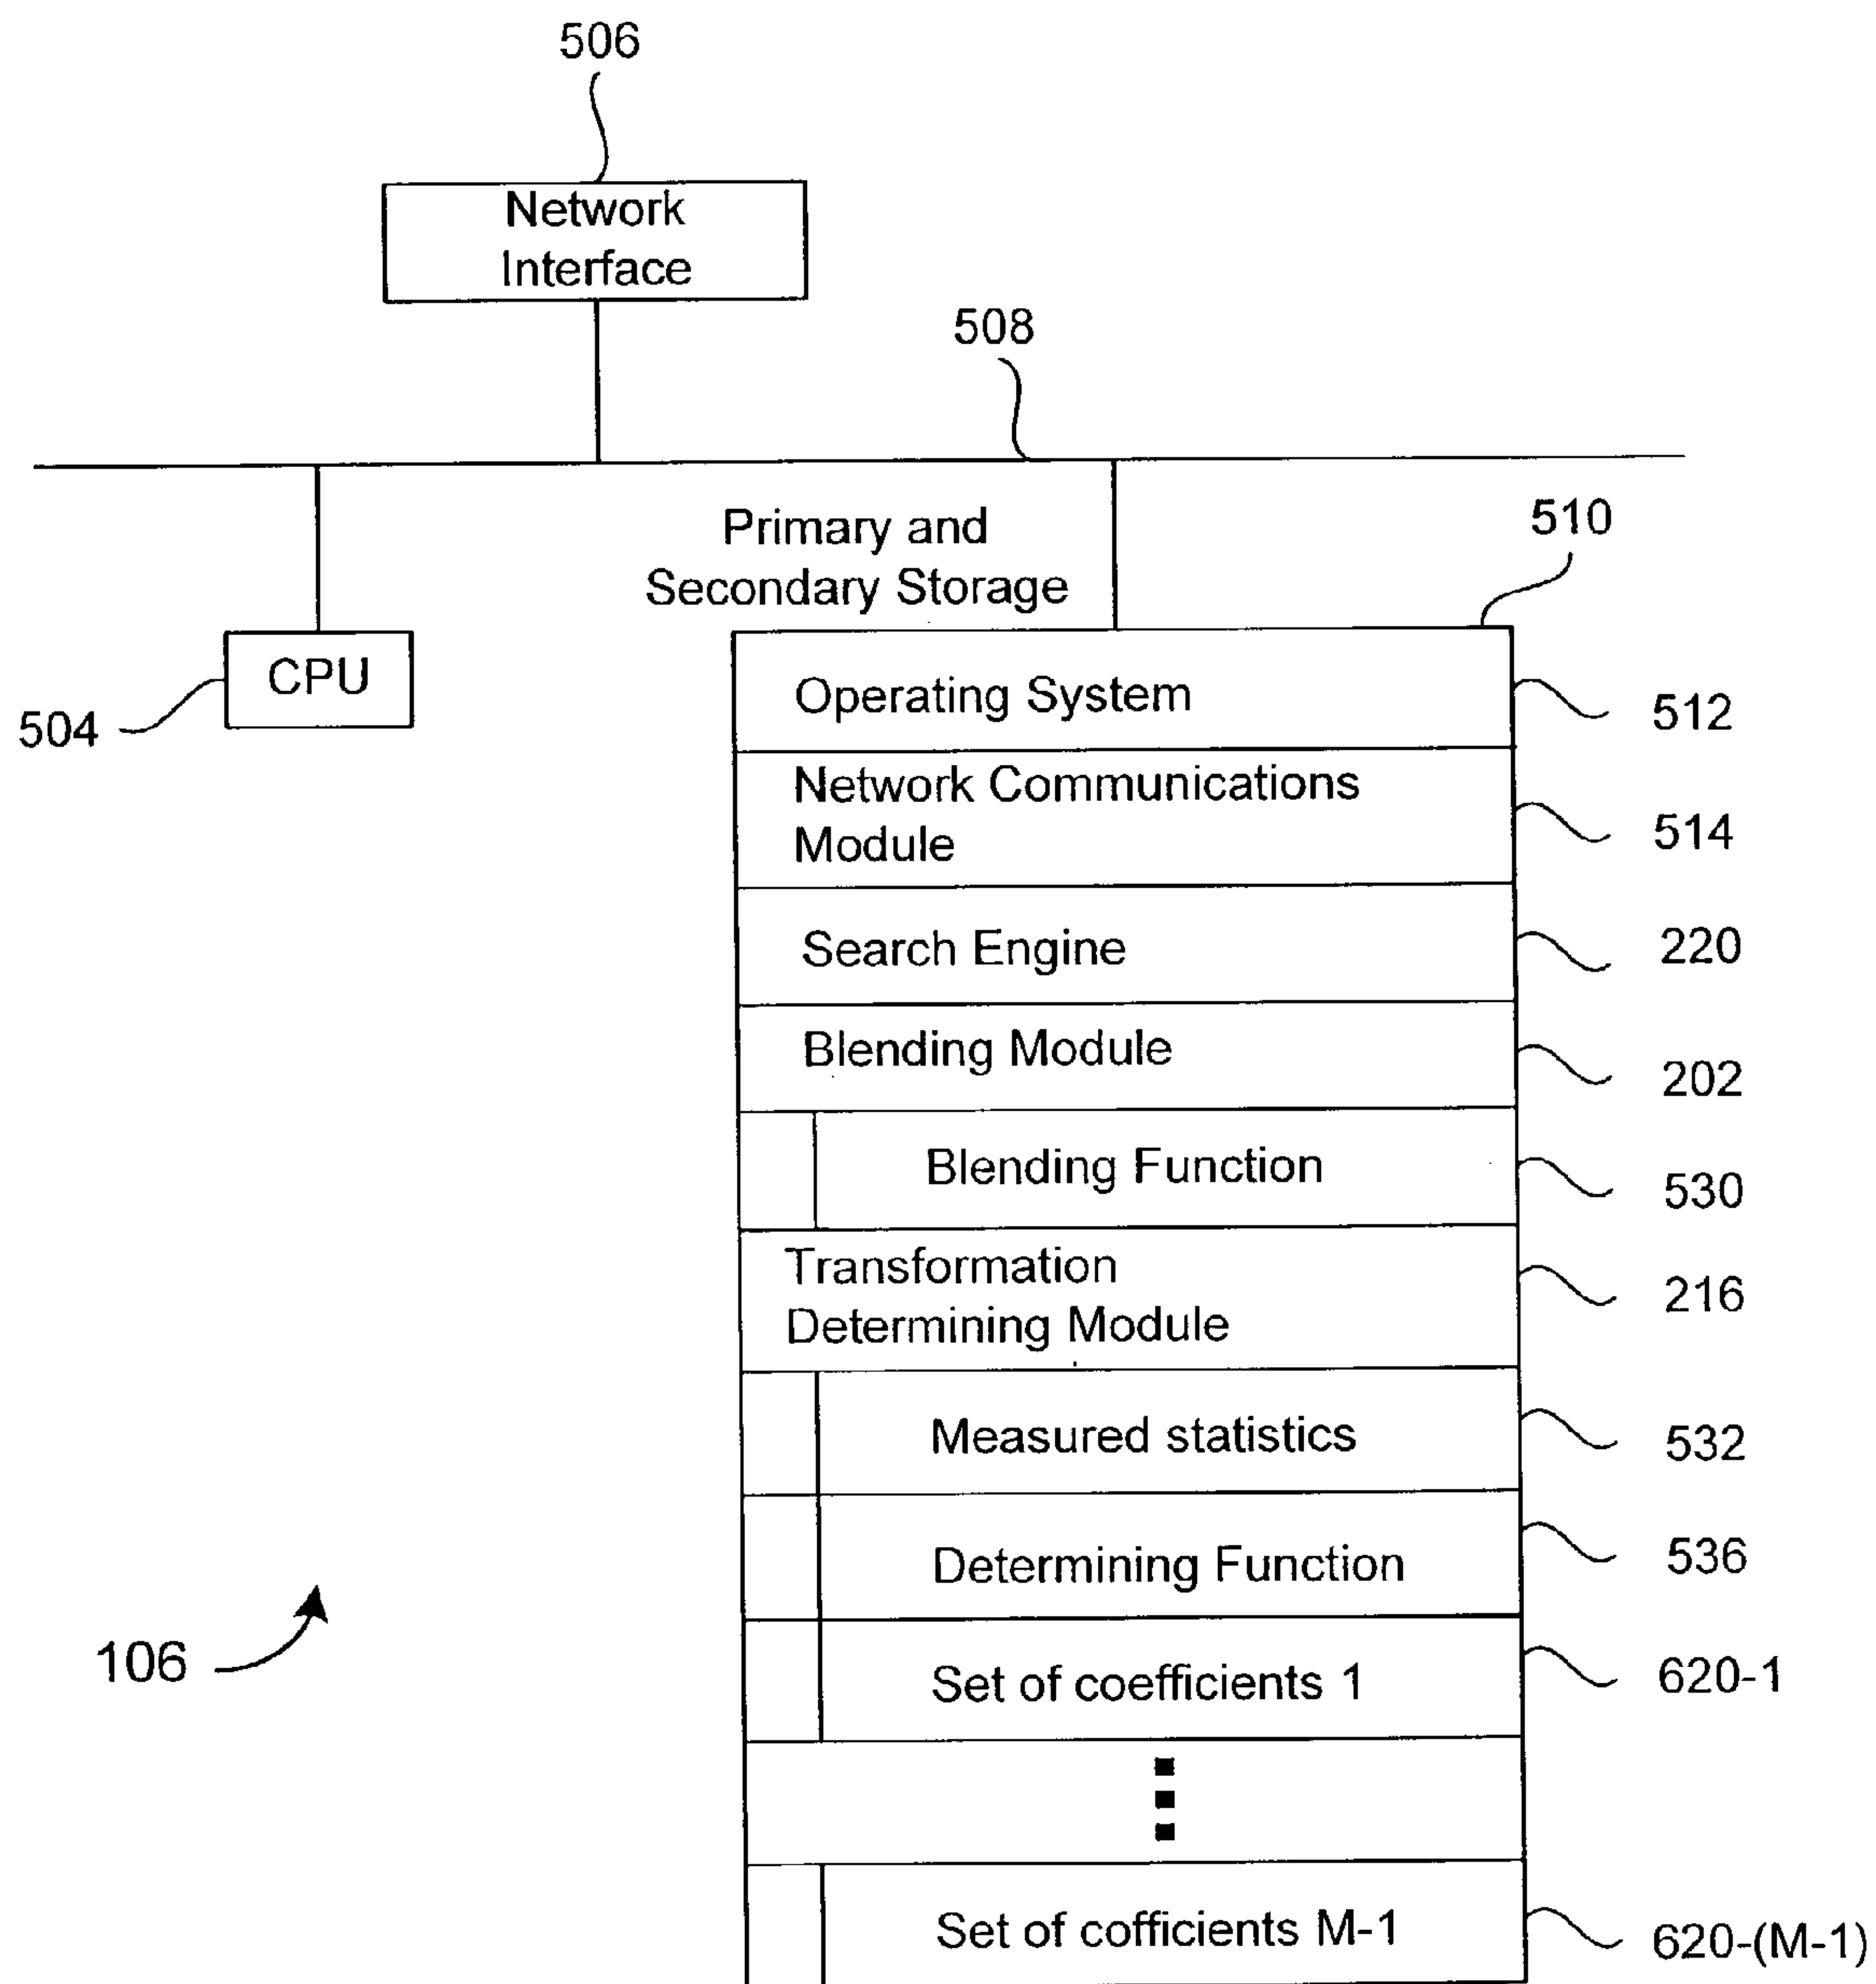 506
Network
Interface
508
Primary and
Secondary Storage
510
CPU
504
Operating System
512
Network Communications
Module
514
Search Engine
220
Blending Module
202
Blending Function
530
Transformation
Determining Module
216
Measured statistics
532
Determining Function
536
106
Set of coefficients 1
620-1
Set of cofficients M-1
620-(M-1)